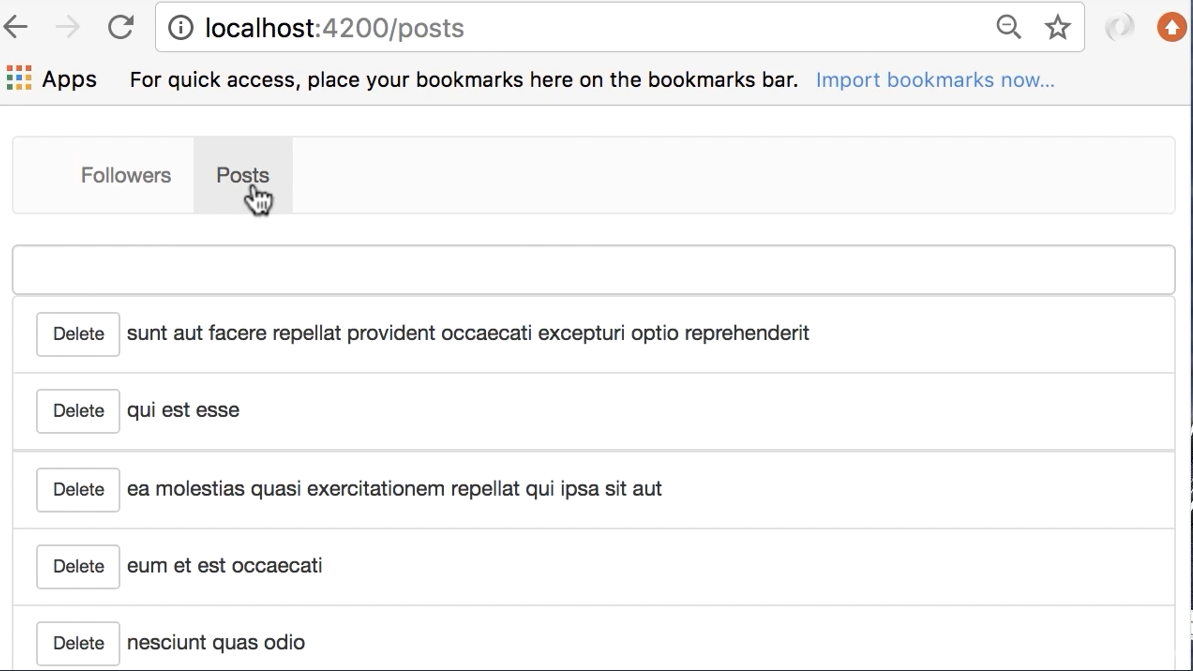 localhost:4200/posts
Apps For quick access, place your bookmarks here on the bookmarks bar. Import bookmarks now...
Followers Posts
Delete sunt aut facere repellat provident occaecati excepturi optio reprehenderit
Delete qui est esse
Delete ea molestias quasi exercitationem repellat qui ipsa sit aut
Delete eum et est occaecati
Delete nesciunt quas odio